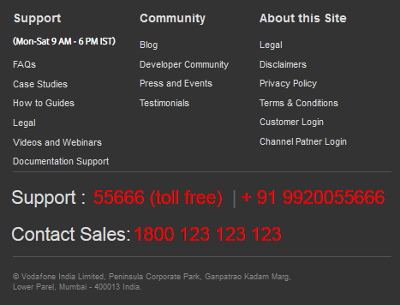 Support
(Mon-Sat 9 AM - 6 PM IST)
FAQs
Case Studies
How to Guides
Legal
Videos and Webinars
Documentation Support
Community
Blog
Developer Community
Press and Events
Testimonials
About this Site
Legal
Disclaimers
Privacy Policy
Terms & Conditions
Customer Login
Channel Patner Login
Support : 55666 (toll free) | + 91 9920055666
Contact Sales: 1800 123 123 123
© Vodafone India Limited, Peninsula Corporate Park, Ganpatrao Kadam Marg,
Lower Parel, Mumbai - 400013 India.